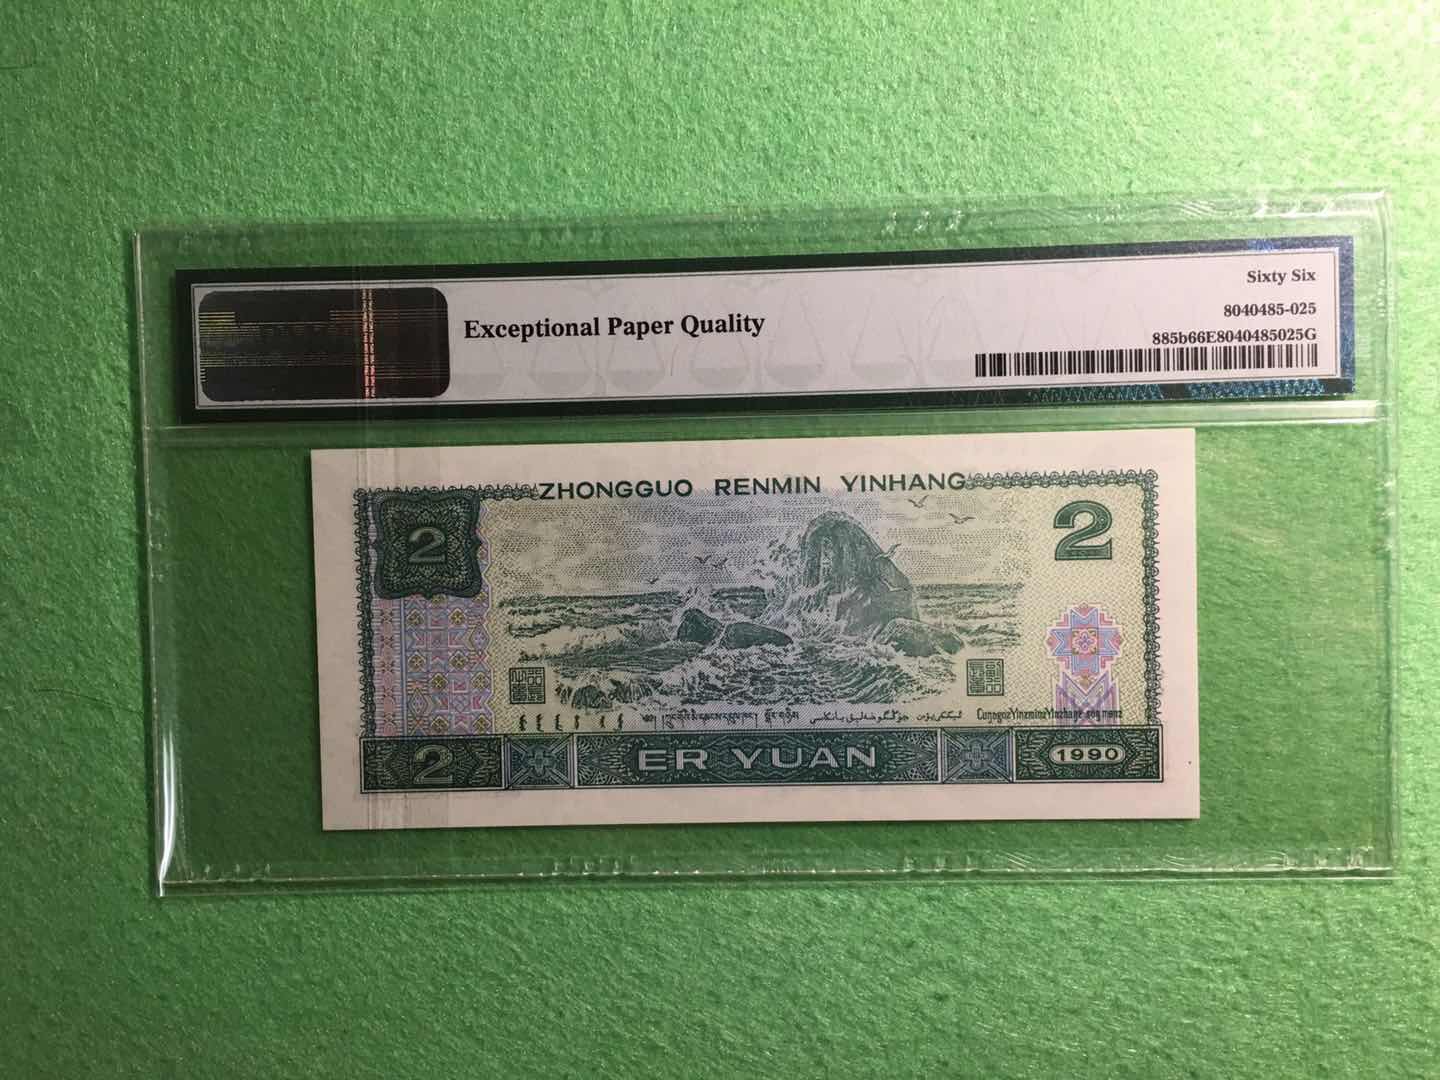 Sixty Six
Exceptional Paper Quality
8040485-025
885b66E8040485025G
ZHONGGUO RENMIN YINHANG
2
2
2
ER YUAN
1990